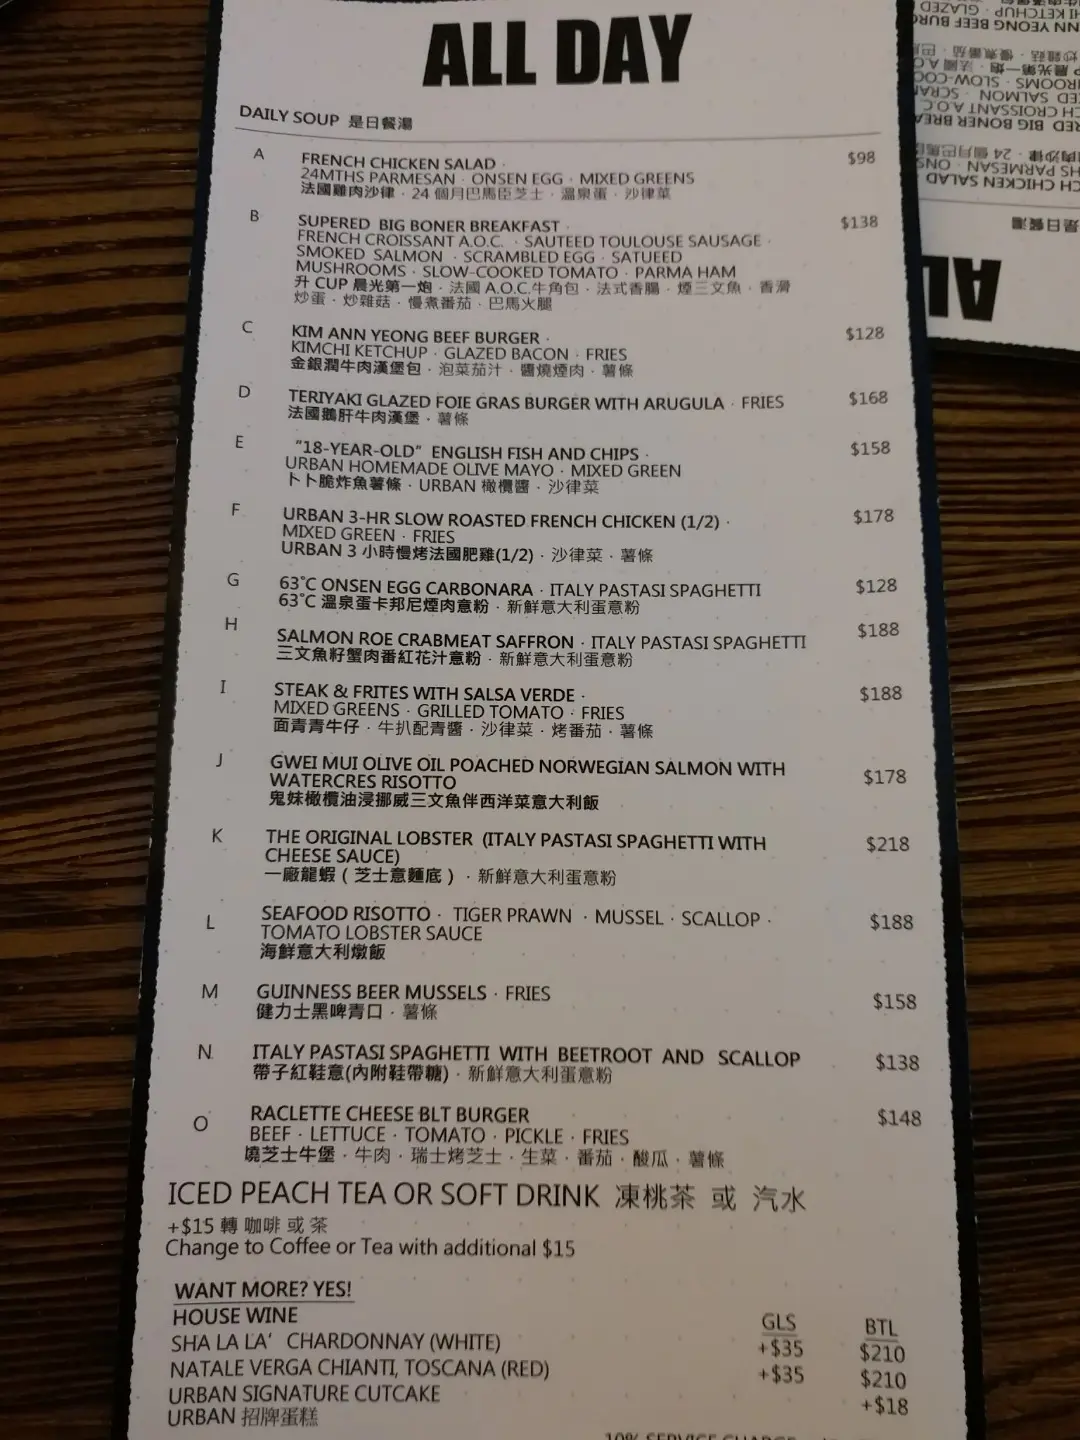 ALL DAY
DAILY SOUP 是日餐湯
A FRENCH CHICKEN SALAD · $98
24MTHS PARMESAN · ONSEN EGG · MIXED GREENS
法國雞肉沙律 · 24 個月巴馬臣芝士 · 溫泉蛋 · 沙律菜
B SUPERED BIG BONER BREAKFAST · $138
FRENCH CROISSANT A.O.C. · SAUTEED TOULOUSE SAUSAGE ·
SMOKED SALMON · SCRAMBLED EGG · SATUEED
MUSHROOMS · SLOW-COOKED TOMATO · PARMA HAM
升 CUP 晨光第一炮 · 法國 A.O.C.牛角包 · 法式香腸 · 煙三文魚 · 香滑
炒蛋 · 炒雜菇 · 慢煮番茄 · 巴馬火腿
C KIM ANN YEONG BEEF BURGER · $128
KIMCHI KETCHUP · GLAZED BACON · FRIES
金銀潤牛肉漢堡包 · 泡菜茄汁 · 醬燒煙肉 · 薯條
D TERIYAKI GLAZED FOIE GRAS BURGER WITH ARUGULA · FRIES $168
法國鵝肝牛肉漢堡 · 薯條
E “18-YEAR-OLD” ENGLISH FISH AND CHIPS · $158
URBAN HOMEMADE OLIVE MAYO · MIXED GREEN
卜卜脆炸魚薯條 · URBAN 橄欖醬 · 沙律菜
F URBAN 3-HR SLOW ROASTED FRENCH CHICKEN (1/2) · $178
MIXED GREEN · FRIES
URBAN 3 小時慢烤法國肥雞(1/2) · 沙律菜 · 薯條
G 63°C ONSEN EGG CARBONARA · ITALY PASTASI SPAGHETTI $128
63°C 溫泉蛋卡邦尼煙肉意粉 · 新鮮意大利蛋意粉
H SALMON ROE CRABMEAT SAFFRON · ITALY PASTASI SPAGHETTI $188
三文魚籽蟹肉番紅花汁意粉 · 新鮮意大利蛋意粉
I STEAK & FRITES WITH SALSA VERDE · $188
MIXED GREENS · GRILLED TOMATO · FRIES
面青青牛仔 · 牛扒配青醬 · 沙律菜 · 烤番茄 · 薯條
J GWEI MUI OLIVE OIL POACHED NORWEGIAN SALMON WITH $178
WATERCRES RISOTTO
鬼妹橄欖油浸挪威三文魚伴西洋菜意大利飯
K THE ORIGINAL LOBSTER (ITALY PASTASI SPAGHETTI WITH $218
CHEESE SAUCE)
一廠龍蝦 ( 芝士意麵底 ) · 新鮮意大利蛋意粉
L SEAFOOD RISOTTO · TIGER PRAWN · MUSSEL · SCALLOP · $188
TOMATO LOBSTER SAUCE
海鮮意大利燉飯
M GUINNESS BEER MUSSELS · FRIES $158
健力士黑啤青口 · 薯條
N ITALY PASTASI SPAGHETTI WITH BEETROOT AND SCALLOP $138
帶子紅鞋意(內附鞋帶糖) · 新鮮意大利蛋意粉
O RACLETTE CHEESE BLT BURGER $148
BEEF · LETTUCE · TOMATO · PICKLE · FRIES
燒芝士牛堡 · 牛肉 · 瑞士烤芝士 · 生菜 · 番茄 · 酸瓜 · 薯條
ICED PEACH TEA OR SOFT DRINK 凍桃茶 或 汽水
+$15 轉 咖啡 或 茶
Change to Coffee or Tea with additional $15
WANT MORE? YES!
HOUSE WINE GLS BTL
SHA LA LA' CHARDONNAY (WHITE) +$35 $210
NATALE VERGA CHIANTI, TOSCANA (RED) +$35 $210
URBAN SIGNATURE CUTCAKE +$18
URBAN 招牌蛋糕
10% SERVICE CHARGE